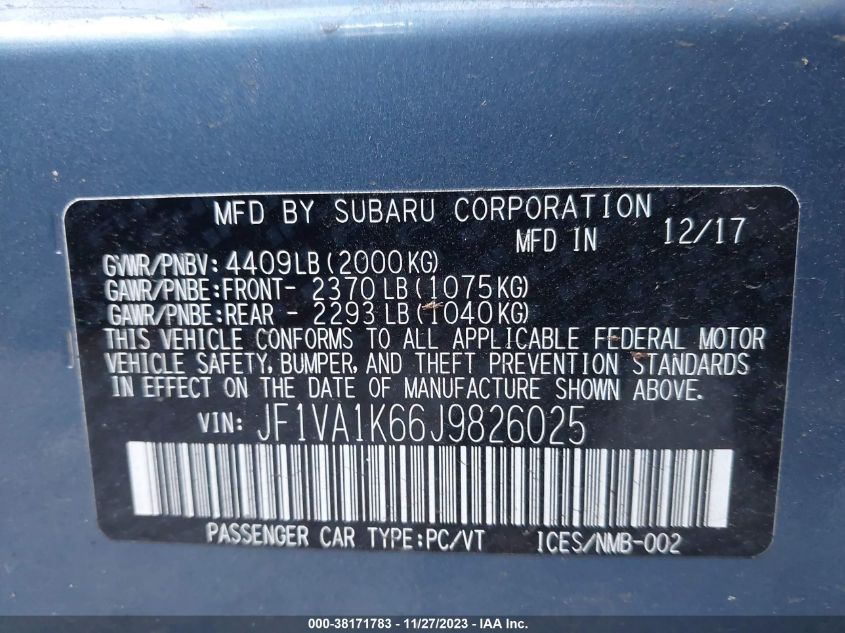 MFD BY SUBARU CORPORATION
MFD IN 12/17
GVWR/PNBV: 4409LB(2000KG)
GAWR/PNBE:FRONT- 2370 LB(1075KG)
GAWR/PNBE:REAR - 2293 LB(1040KG)
THIS VEHICLE CONFORMS TO ALL APPLICABLE FEDERAL MOTOR
VEHICLE SAFETY, BUMPER, AND THEFT PREVENTION STANDARDS
IN EFFECT ON THE DATE OF MANUFACTURE SHOWN ABOVE.
VIN: JF1VA1K66J9826025
PASSENGER CAR TYPE:PC/VT ICES/NMB-002
000-38171783 - 11/27/2023 - IAA Inc.